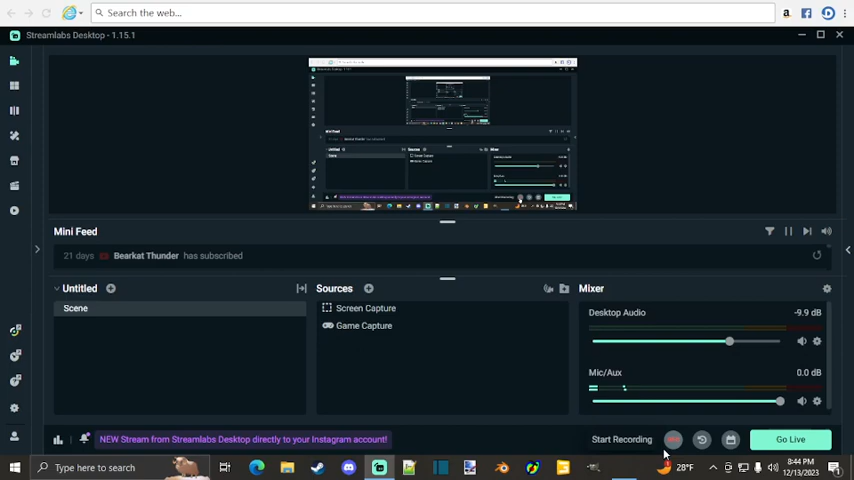 Search the web...
Streamlabs Desktop - 1.15.1
Mini Feed
21 days Bearkat Thunder has subscribed
Untitled
Sources
Mixer
Scene
Screen Capture
Game Capture
Desktop Audio -9.9 dB
Mic/Aux 0.0 dB
NEW Stream from Streamlabs Desktop directly to your Instagram account!
Start Recording
REC
Go Live
Type here to search
28°F
8:44 PM
12/13/2023